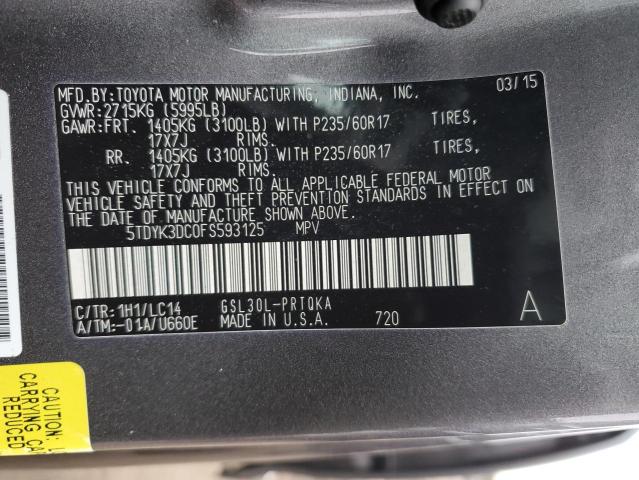 MFD.BY:TOYOTA MOTOR MANUFACTURING, INDIANA, INC. 03/15
GVWR:2715KG (5995LB)
GAWR:FRT. 1405KG (3100LB) WITH P235/60R17 TIRES,
17X7J RIMS.
RR. 1405KG (3100LB) WITH P235/60R17 TIRES,
17X7J RIMS.
THIS VEHICLE CONFORMS TO ALL APPLICABLE FEDERAL MOTOR
VEHICLE SAFETY AND THEFT PREVENTION STANDARDS IN EFFECT ON
THE DATE OF MANUFACTURE SHOWN ABOVE.
5TDYK3DC0FS593125 MPV
C/TR:1H1/LC14 GSL30L-PRTQKA
A/TM:-01A/U660E MADE IN U.S.A. 720 A
CAUTION:
CARRYING CA
REDUCED